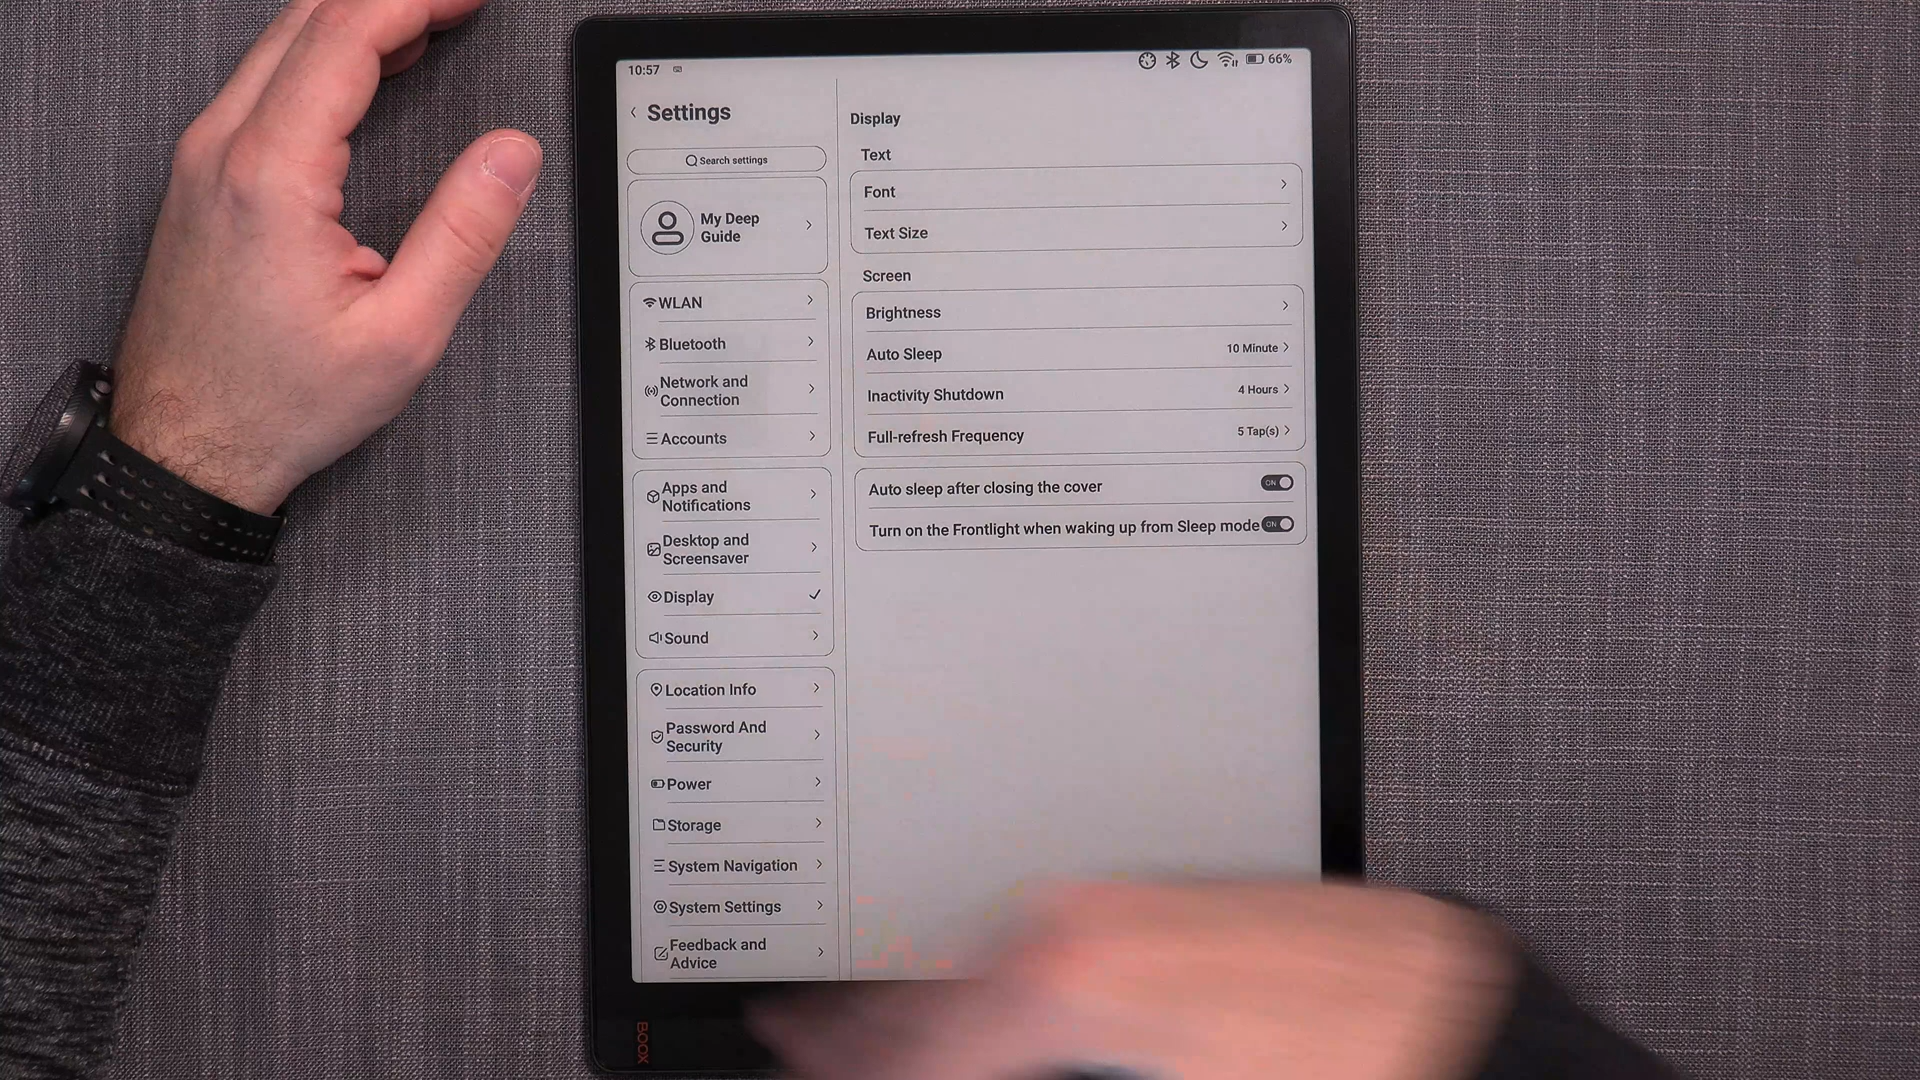 10:57
66%
Settings
Search settings
My Deep
Guide
WLAN
Bluetooth
Network and
Connection
Accounts
Apps and
Notifications
Desktop and
Screensaver
Display
Sound
Location Info
Password And
Security
Power
Storage
System Navigation
System Settings
Feedback and
Advice
Display
Text
Font
Text Size
Screen
Brightness
Auto Sleep 10 Minute
Inactivity Shutdown 4 Hours
Full-refresh Frequency 5 Tap(s)
Auto sleep after closing the cover ON
Turn on the Frontlight when waking up from Sleep mode ON
BOOX